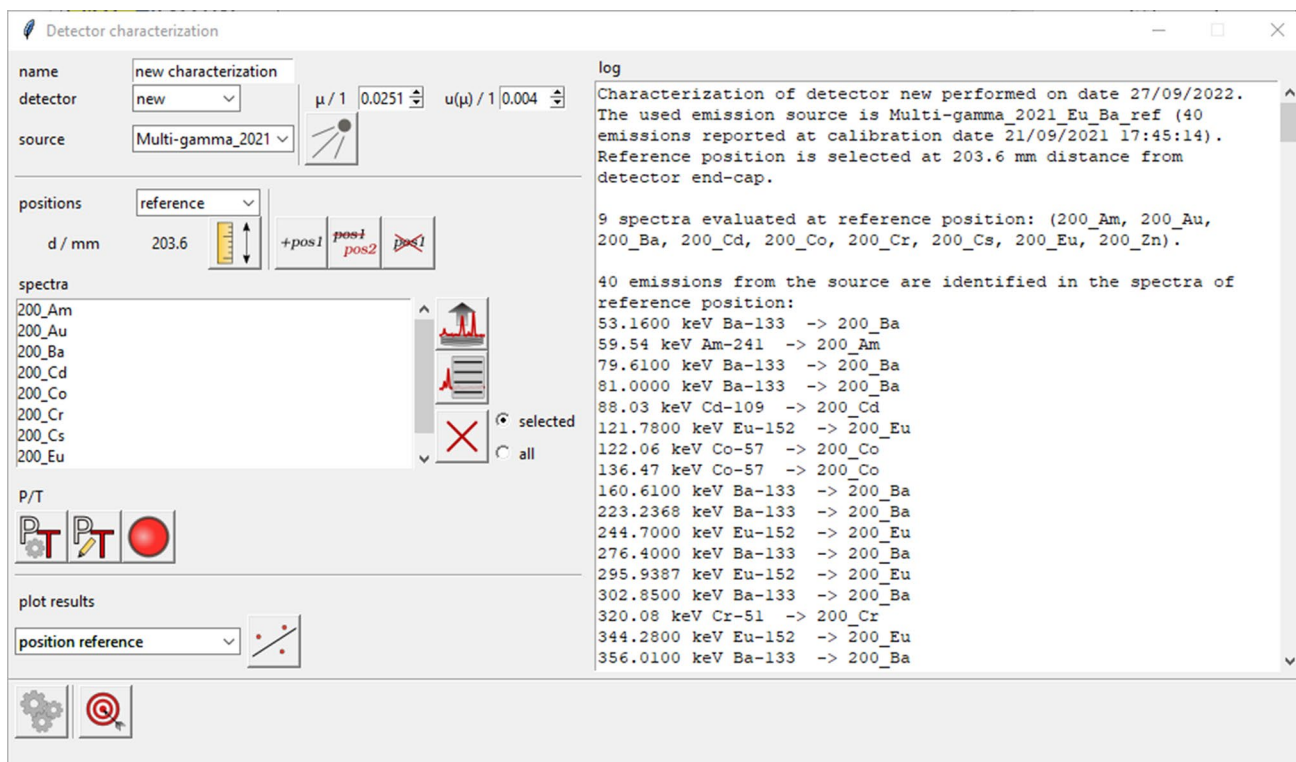 Detector characterization
name
new characterization
detector
new
μ / 1
0.0251
u(μ) / 1
0.004
source
Multi-gamma_2021
positions
reference
d / mm
203.6
+pos1
pos1
pos2
pos1
spectra
200_Am
200_Au
200_Ba
200_Cd
200_Co
200_Cr
200_Cs
200_Eu
selected
all
P/T
PT
PT
plot results
position reference
log
Characterization of detector new performed on date 27/09/2022.
The used emission source is Multi-gamma_2021_Eu_Ba_ref (40
emissions reported at calibration date 21/09/2021 17:45:14).
Reference position is selected at 203.6 mm distance from
detector end-cap.
9 spectra evaluated at reference position: (200_Am, 200_Au,
200_Ba, 200_Cd, 200_Co, 200_Cr, 200_Cs, 200_Eu, 200_Zn).
40 emissions from the source are identified in the spectra of
reference position:
53.1600 keV Ba-133  -> 200_Ba
59.54 keV Am-241  -> 200_Am
79.6100 keV Ba-133  -> 200_Ba
81.0000 keV Ba-133  -> 200_Ba
88.03 keV Cd-109  -> 200_Cd
121.7800 keV Eu-152  -> 200_Eu
122.06 keV Co-57  -> 200_Co
136.47 keV Co-57  -> 200_Co
160.6100 keV Ba-133  -> 200_Ba
223.2368 keV Ba-133  -> 200_Ba
244.7000 keV Eu-152  -> 200_Eu
276.4000 keV Ba-133  -> 200_Ba
295.9387 keV Eu-152  -> 200_Eu
302.8500 keV Ba-133  -> 200_Ba
320.08 keV Cr-51  -> 200_Cr
344.2800 keV Eu-152  -> 200_Eu
356.0100 keV Ba-133  -> 200_Ba